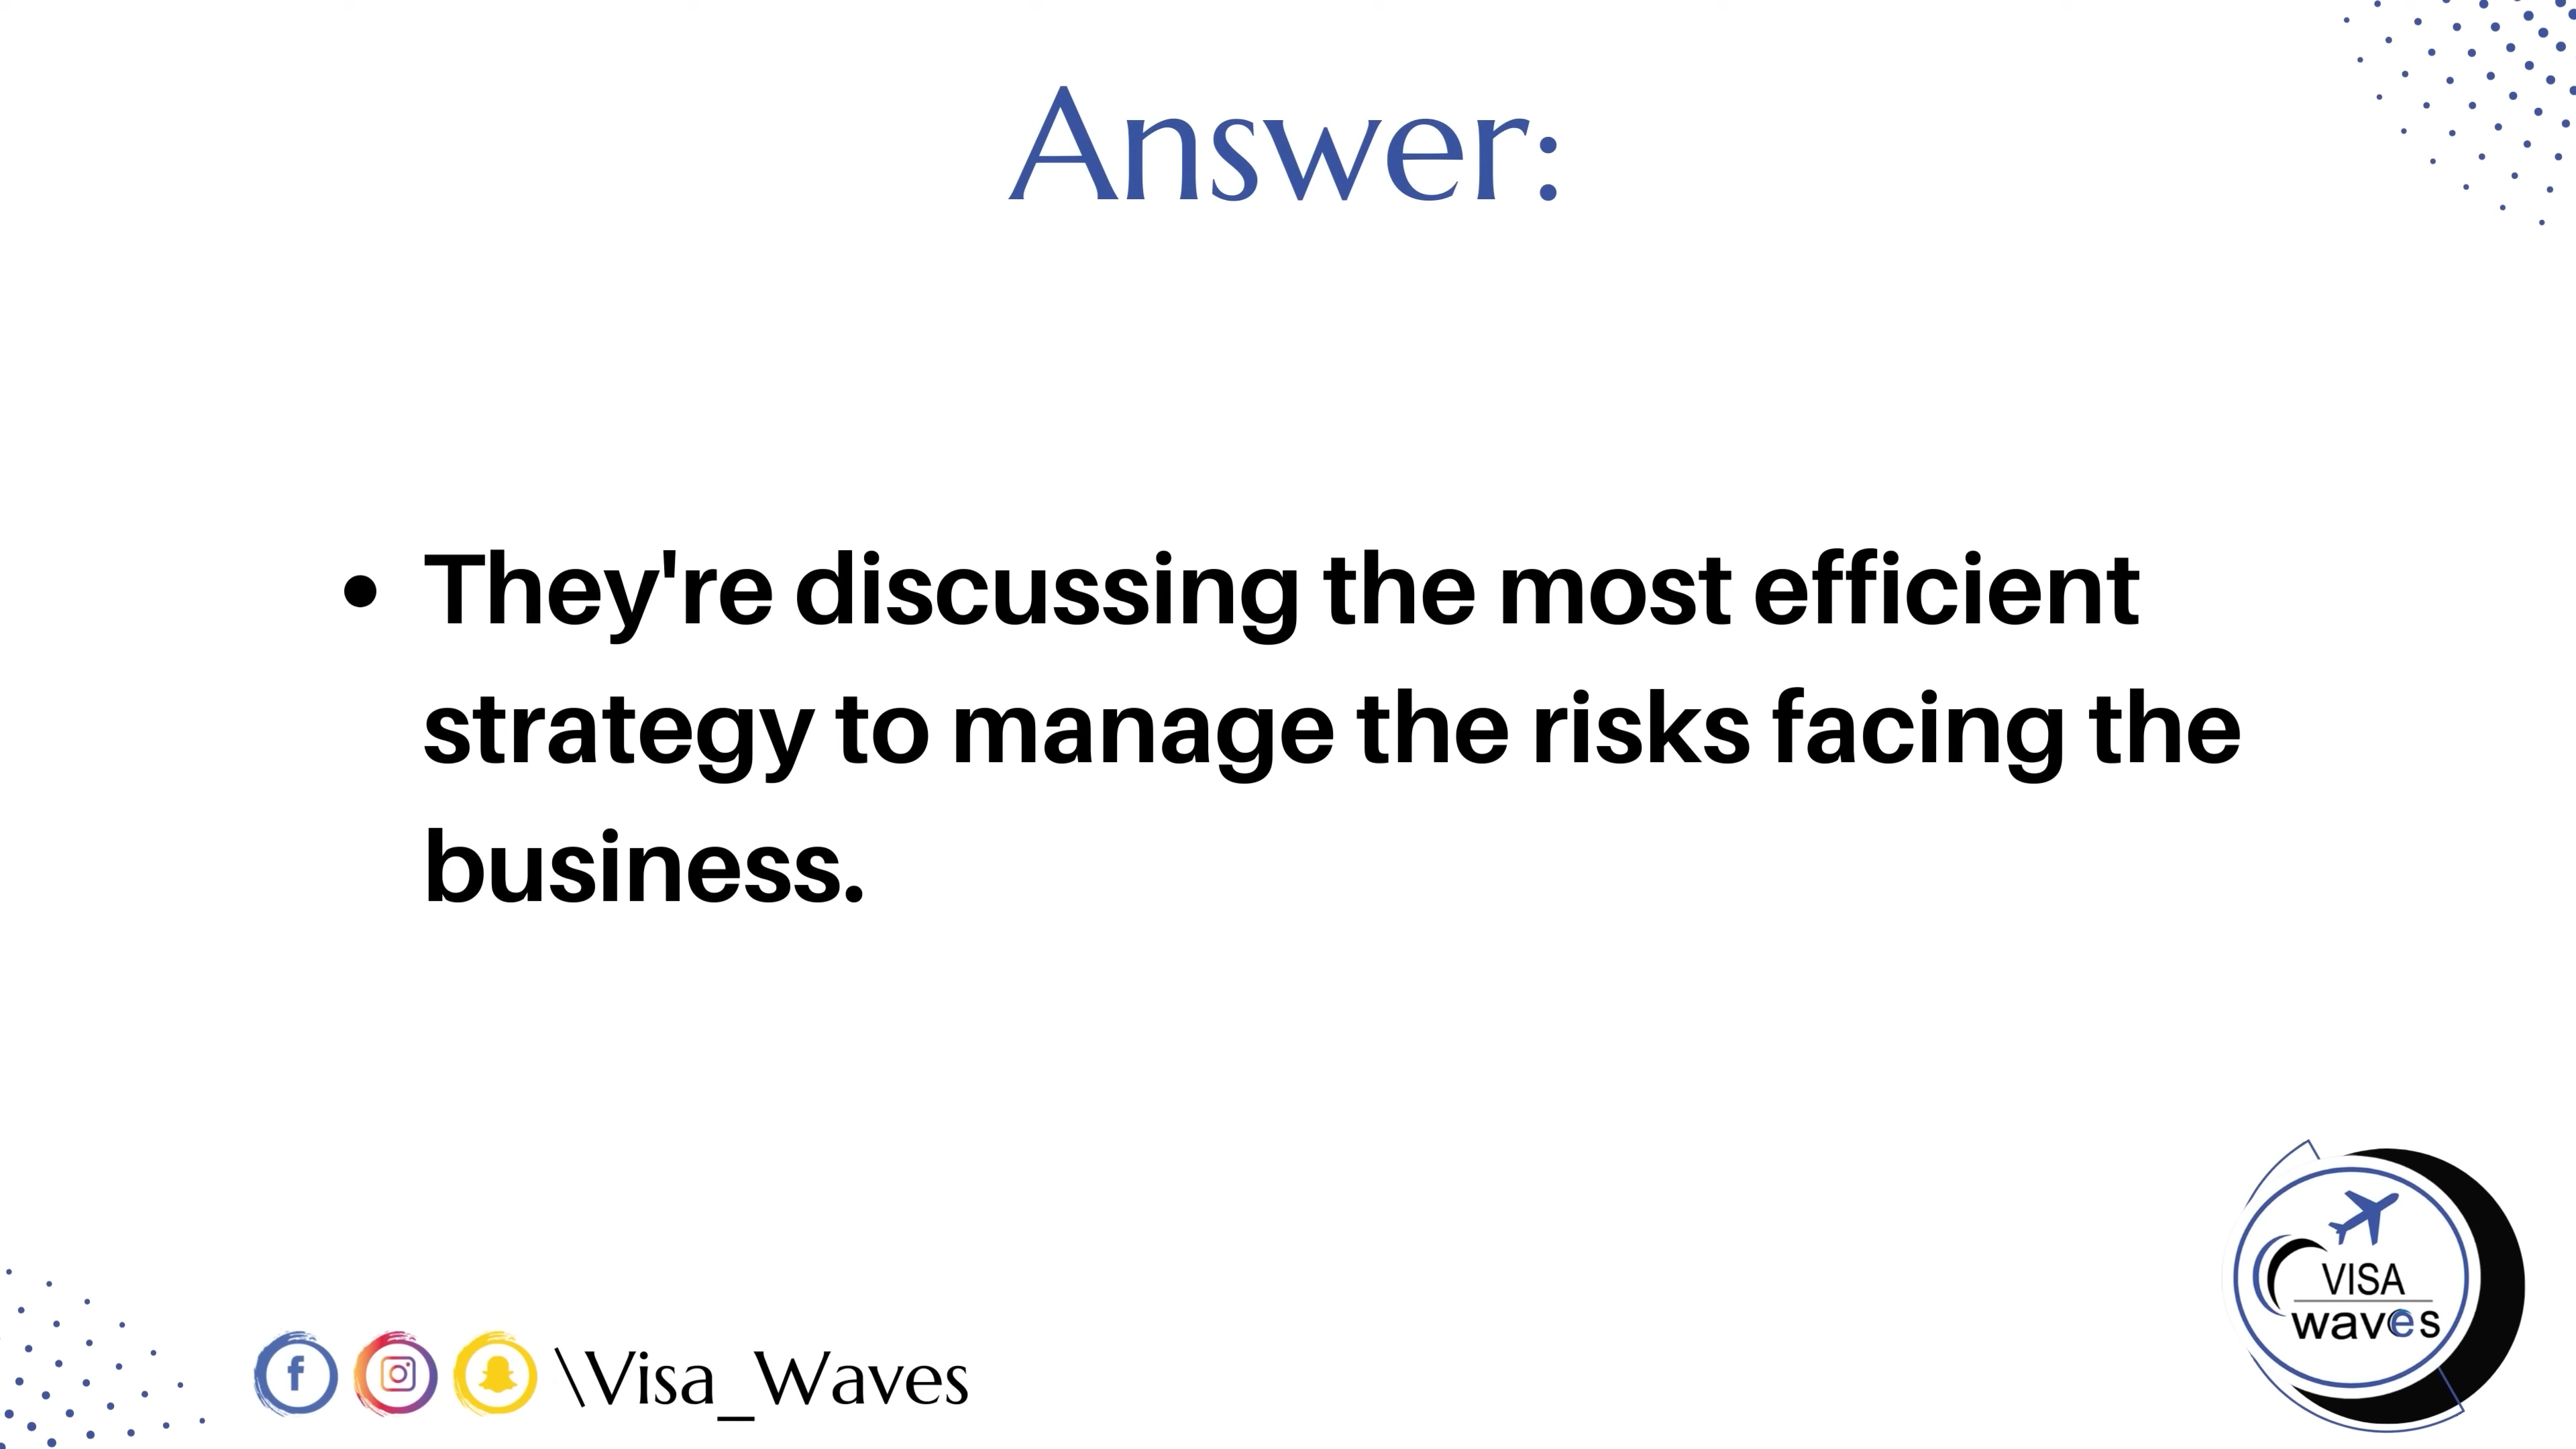 Answer:
• They're discussing the most efficient
strategy to manage the risks facing the
business.
VISA
waves
\Visa_Waves